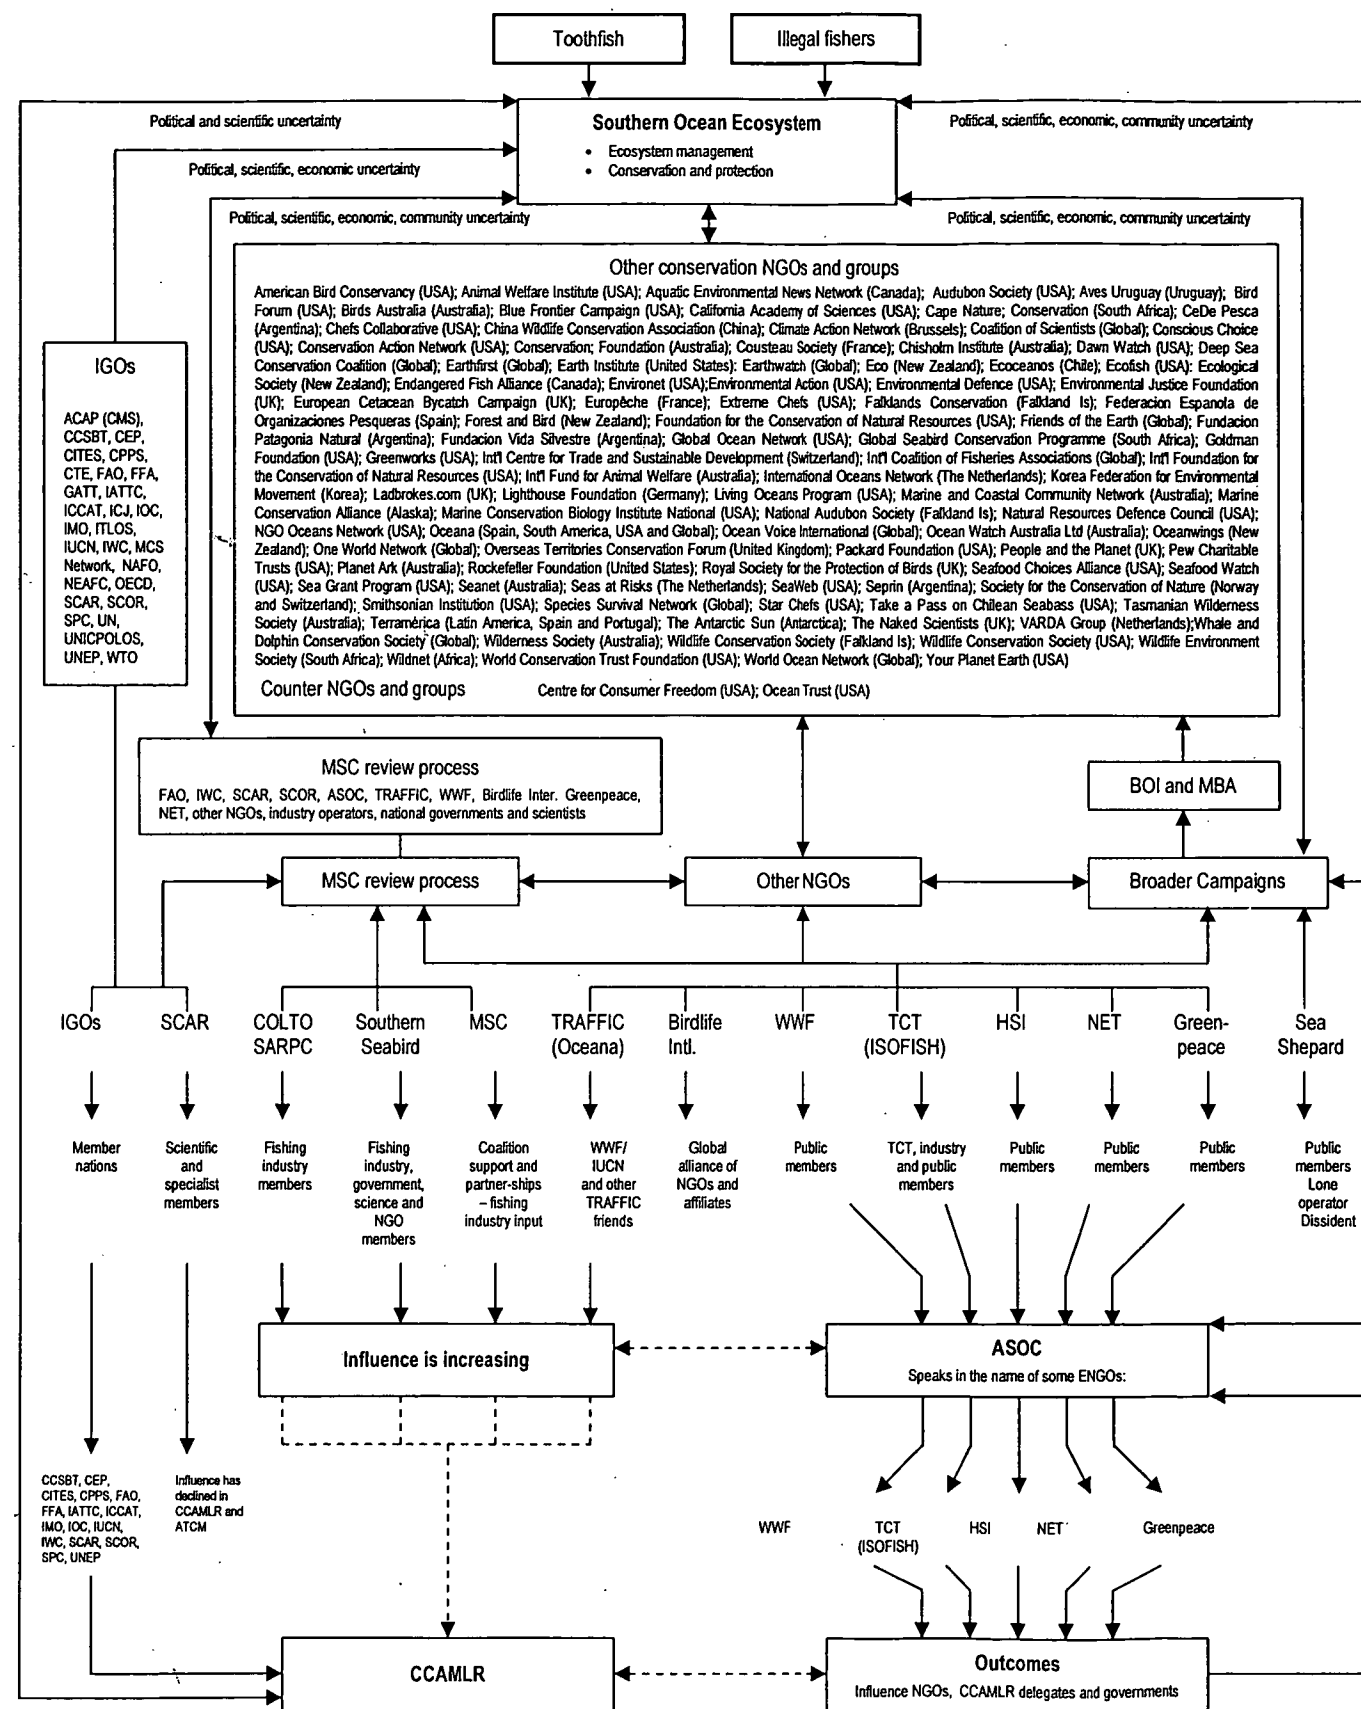 Toothfish
Illegal fishers
Southern Ocean Ecosystem
• Ecosystem management
• Conservation and protection
Political and scientific uncertainty
Political, scientific, economic, community uncertainty
Political, scientific, economic uncertainty
Political, scientific, economic, community uncertainty
Political, scientific, economic, community uncertainty
Other conservation NGOs and groups
American Bird Conservancy (USA); Animal Welfare Institute (USA); Aquatic Environmental News Network (Canada); Audubon Society (USA); Aves Uruguay (Uruguay); Bird
Forum (USA); Birds Australia (Australia); Blue Frontier Campaign (USA); California Academy of Sciences (USA); Cape Nature; Conservation (South Africa); CeDe Pesca
(Argentina); Chefs Collaborative (USA); China Wildlife Conservation Association (China); Climate Action Network (Brussels); Coalition of Scientists (Global); Conscious Choice
(USA); Conservation Action Network (USA); Conservation; Foundation (Australia); Cousteau Society (France); Chisholm Institute (Australia); Dawn Watch (USA); Deep Sea
Conservation Coalition (Global); Earthfirst (Global); Earth Institute (United States): Earthwatch (Global); Eco (New Zealand); Ecoceanos (Chile); Ecofish (USA): Ecological
Society (New Zealand); Endangered Fish Alliance (Canada); Environet (USA);Environmental Action (USA); Environmental Defence (USA); Environmental Justice Foundation
(UK); European Cetacean Bycatch Campaign (UK); Europêche (France); Extreme Chefs (USA); Falklands Conservation (Falkland Is); Federacion Espanola de
Organizaciones Pesqueras (Spain); Forest and Bird (New Zealand); Foundation for the Conservation of Natural Resources (USA); Friends of the Earth (Global); Fundacion
Patagonia Natural (Argentina); Fundacion Vida Silvestre (Argentina); Global Ocean Network (USA); Global Seabird Conservation Programme (South Africa); Goldman
Foundation (USA); Greenworks (USA); Int'l Centre for Trade and Sustainable Development (Switzerland); Int'l Coalition of Fisheries Associations (Global); Int'l Foundation for
the Conservation of Natural Resources (USA); Int'l Fund for Animal Welfare (Australia); International Oceans Network (The Netherlands); Korea Federation for Environmental
Movement (Korea); Ladbrokes.com (UK); Lighthouse Foundation (Germany); Living Oceans Program (USA); Marine and Coastal Community Network (Australia); Marine
Conservation Alliance (Alaska); Marine Conservation Biology Institute National (USA); National Audubon Society (Falkland Is); Natural Resources Defence Council (USA);
NGO Oceans Network (USA); Oceana (Spain, South America, USA and Global); Ocean Voice International (Global); Ocean Watch Australia Ltd (Australia); Oceanwings (New
Zealand); One World Network (Global); Overseas Territories Conservation Forum (United Kingdom); Packard Foundation (USA); People and the Planet (UK); Pew Charitable
Trusts (USA); Planet Ark (Australia); Rockefeller Foundation (United States); Royal Society for the Protection of Birds (UK); Seafood Choices Alliance (USA); Seafood Watch
(USA); Sea Grant Program (USA); Seanet (Australia); Seas at Risks (The Netherlands); SeaWeb (USA); Seprin (Argentina); Society for the Conservation of Nature (Norway
and Switzerland); Smithsonian Institution (USA); Species Survival Network (Global); Star Chefs (USA); Take a Pass on Chilean Seabass (USA); Tasmanian Wilderness
Society (Australia); Terramérica (Latin America, Spain and Portugal); The Antarctic Sun (Antarctica); The Naked Scientists (UK); VARDA Group (Netherlands);Whale and
Dolphin Conservation Society (Global); Wilderness Society (Australia); Wildlife Conservation Society (Falkland Is); Wildlife Conservation Society (USA); Wildlife Environment
Society (South Africa); Wildnet (Africa); World Conservation Trust Foundation (USA); World Ocean Network (Global); Your Planet Earth (USA)
Counter NGOs and groups Centre for Consumer Freedom (USA); Ocean Trust (USA)
IGOs
ACAP (CMS),
CCSBT, CEP,
CITES, CPPS,
CTE, FAO, FFA,
GATT, IATTC,
ICCAT, ICJ, IOC,
IMO, ITLOS,
IUCN, IWC, MCS
Network, NAFO,
NEAFC, OECD,
SCAR, SCOR,
SPC, UN,
UNICPOLOS,
UNEP, WTO
MSC review process
FAO, IWC, SCAR, SCOR, ASOC, TRAFFIC, WWF, Birdlife Inter. Greenpeace,
NET, other NGOs, industry operators, national governments and scientists
BOI and MBA
MSC review process
Other NGOs
Broader Campaigns
IGOs
SCAR
COLTO
SARPC
Southern
Seabird
MSC
TRAFFIC
(Oceana)
Birdlife
Intl.
WWF
TCT
(ISOFISH)
HSI
NET
Green-
peace
Sea
Shepard
Member
nations
Scientific
and
specialist
members
Fishing
industry
members
Fishing
industry,
government,
science and
NGO
members
Coalition
support and
partner-ships
– fishing
industry input
WWF/
IUCN
and other
TRAFFIC
friends
Global
alliance of
NGOs and
affiliates
Public
members
TCT, industry
and public
members
Public
members
Public
members
Public
members
Public
members
Lone
operator
Dissident
Influence is increasing
ASOC
Speaks in the name of some ENGOs:
CCSBT, CEP,
CITES, CPPS, FAO,
FFA, IATTC, ICCAT,
IMO, IOC, IUCN,
IWC, SCAR, SCOR,
SPC, UNEP
Influence has
declined in
CCAMLR and
ATCM
WWF
TCT
(ISOFISH)
HSI
NET
Greenpeace
CCAMLR
Outcomes
Influence NGOs, CCAMLR delegates and governments